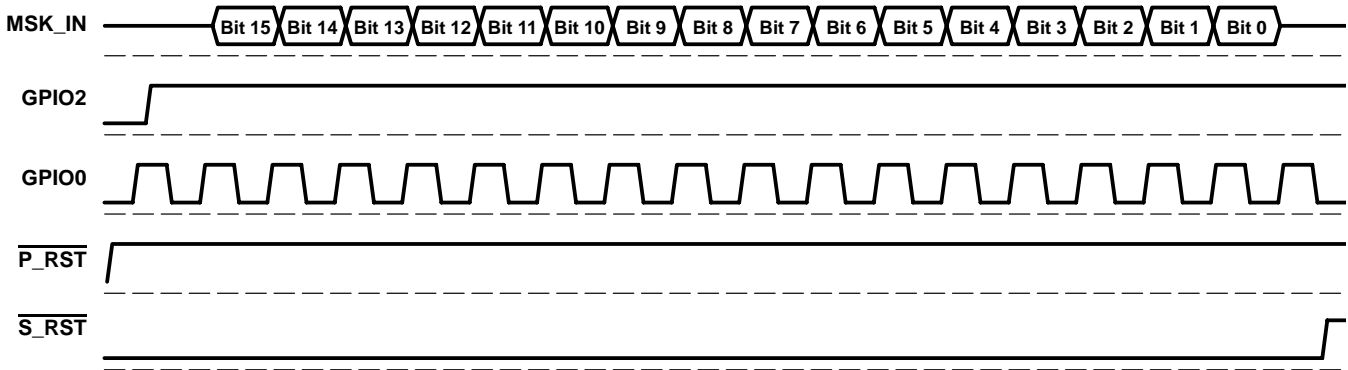 MSK_IN Bit 15 Bit 14 Bit 13 Bit 12 Bit 11 Bit 10 Bit 9 Bit 8 Bit 7 Bit 6 Bit 5 Bit 4 Bit 3 Bit 2 Bit 1 Bit 0
GPIO2
GPIO0
P_RST
S_RST